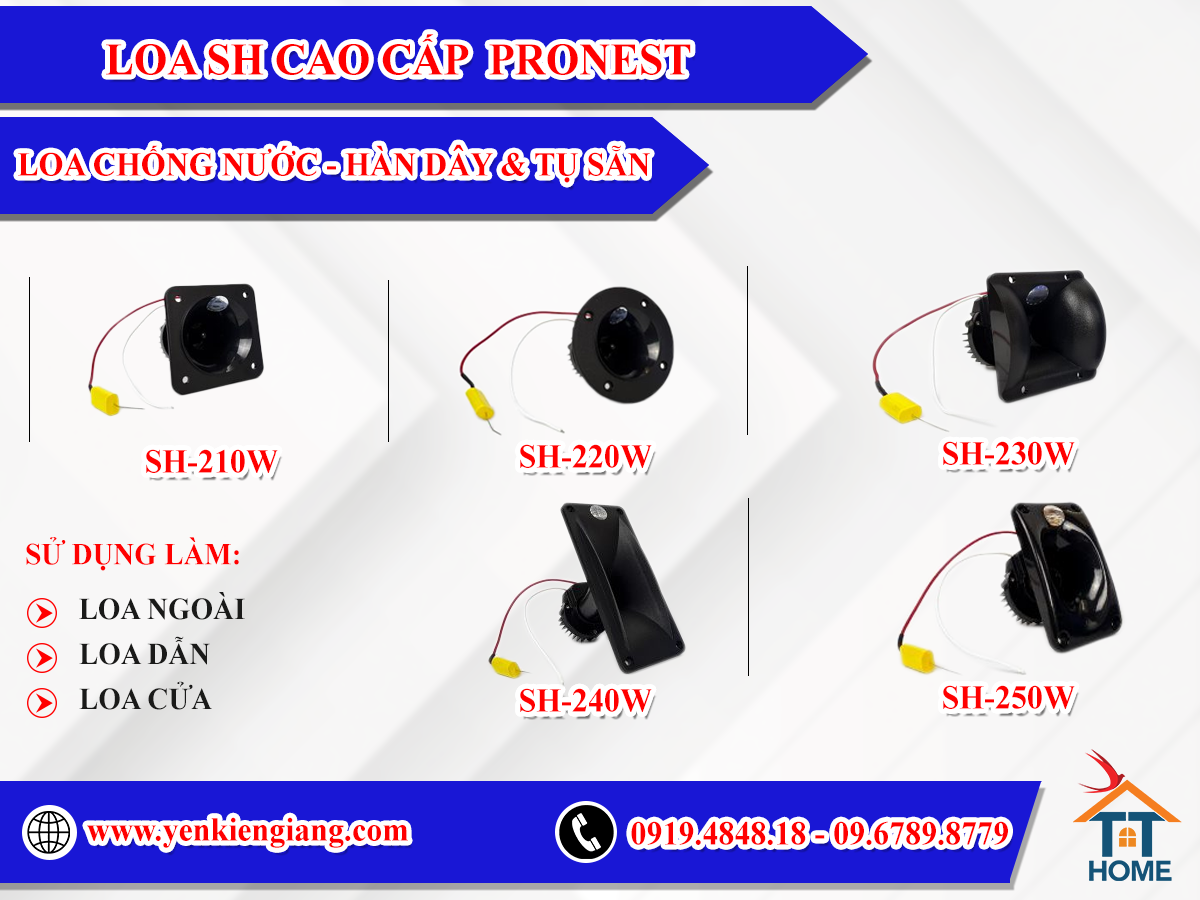 LOA SH CAO CẤP PRONEST
LOA CHỐNG NƯỚC - HÀN DÂY & TỤ SẴN
SH-210W
SH-220W
SH-230W
SH-240W
SH-250W
SỬ DỤNG LÀM:
LOA NGOÀI
LOA DẪN
LOA CỬA
www.yenkiengiang.com
0919.4848.18 - 09.6789.8779
TT
HOME